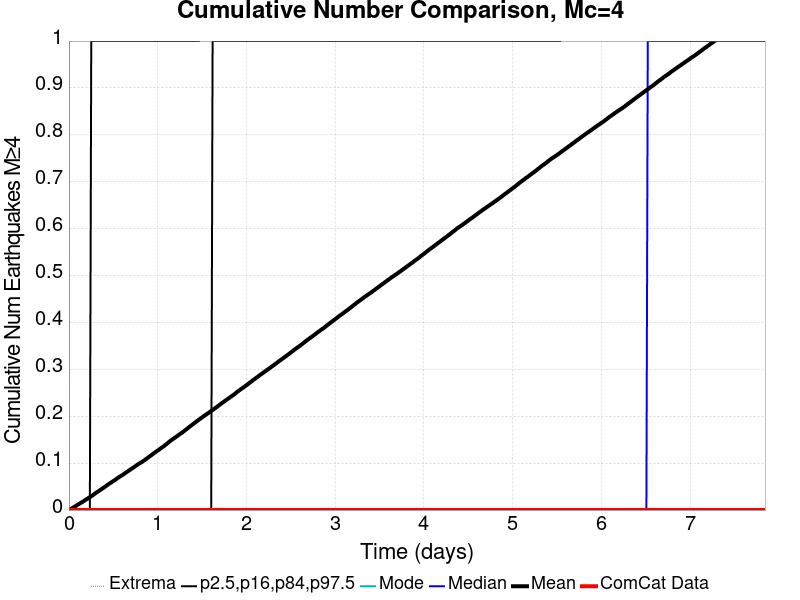 Cumulative Number Comparison, Mc=4
Cumulative Num Earthquakes M≥4
1
0.9
0.8
0.7
0.6
0.5
0.4
0.3
0.2
0.1
0
0 1 2 3 4 5 6 7
Time (days)
Extrema p2.5,p16,p84,p97.5 Mode Median Mean ComCat Data